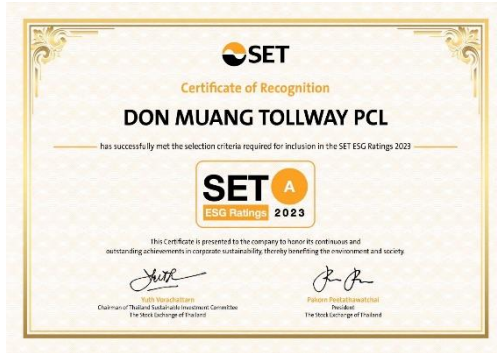 SET
Certificate of Recognition
DON MUANG TOLLWAY PCL
has successfully met the selection criteria required for inclusion in the SET ESG Ratings 2023
SET A
ESG Ratings 2023
This Certificate is presented to the company to honor its continuous and
outstanding achievements in corporate sustainability, thereby benefiting the environment and society.
Yuth Vorachattarn
Chairman of Thailand Sustainable Investment Committee
The Stock Exchange of Thailand
Pakorn Peetathawatchai
President
The Stock Exchange of Thailand